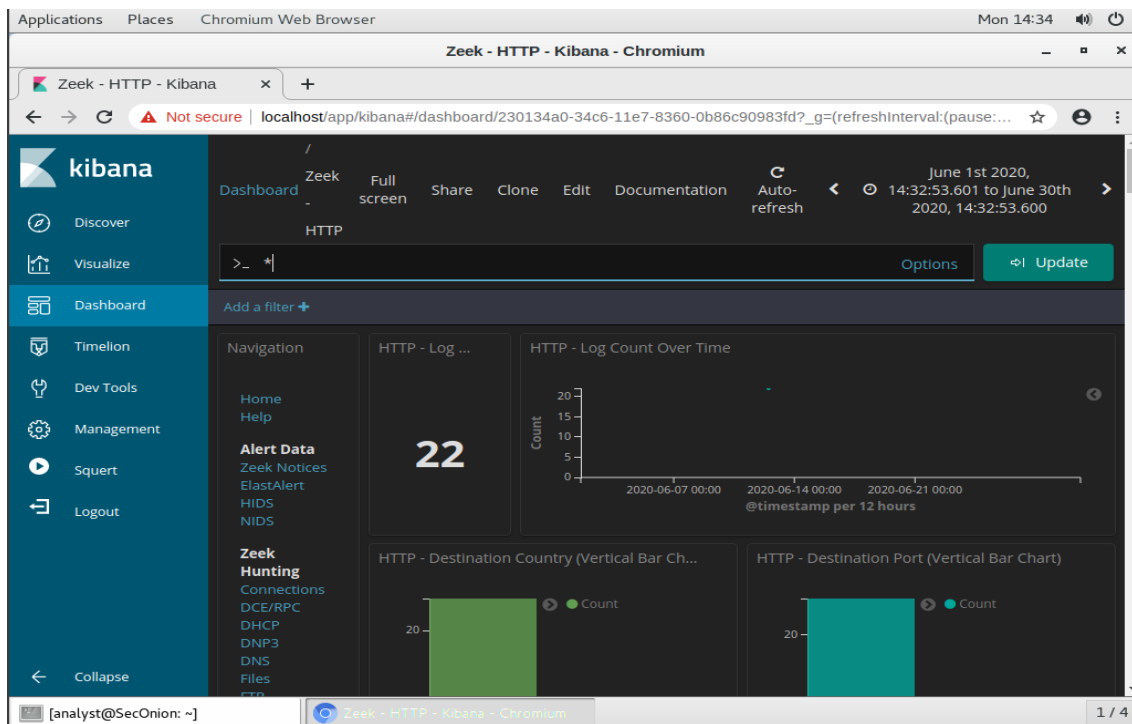 Applications Places Chromium Web Browser Mon 14:34
Zeek - HTTP - Kibana - Chromium
Zeek - HTTP - Kibana × +
Not secure | localhost/app/kibana#/dashboard/230134a0-34c6-11e7-8360-0b86c90983fd?_g=(refreshInterval:(pause:...
kibana
Discover
Visualize
Dashboard
Timelion
Dev Tools
Management
Squert
Logout
Collapse
Dashboard
/
Zeek
-
HTTP
Full
screen
Share
Clone
Edit
Documentation
Auto-
refresh
June 1st 2020,
14:32:53.601 to June 30th
2020, 14:32:53.600
>_ *
Options
Update
Add a filter +
Navigation
Home
Help
Alert Data
Zeek Notices
ElastAlert
HIDS
NIDS
Zeek
Hunting
Connections
DCE/RPC
DHCP
DNP3
DNS
Files
FTP
HTTP - Log ...
22
HTTP - Log Count Over Time
Count
20
15
10
5
0
2020-06-07 00:00 2020-06-14 00:00 2020-06-21 00:00
@timestamp per 12 hours
HTTP - Destination Country (Vertical Bar Ch...
Count
20
HTTP - Destination Port (Vertical Bar Chart)
Count
20
[analyst@SecOnion: ~]
Zeek - HTTP - Kibana - Chromium
1 / 4